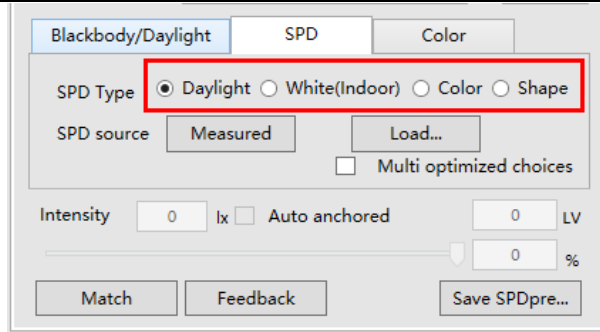 Blackbody/Daylight SPD Color
SPD Type Daylight White(Indoor) Color Shape
SPD source Measured Load...
Multi optimized choices
Intensity 0 lx Auto anchored 0 LV
0 %
Match Feedback Save SPDpre...